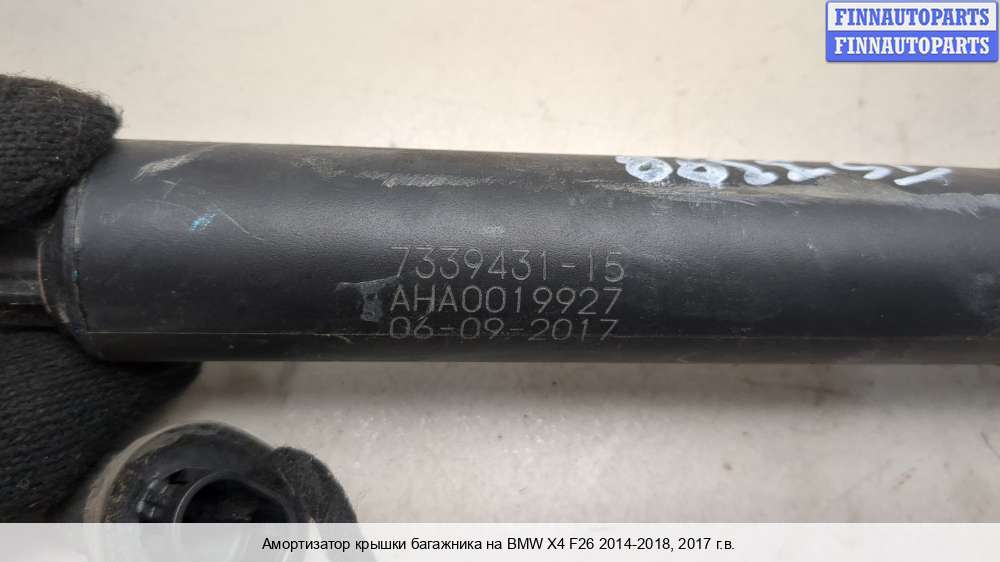 FINNAUTOPARTS
FINNAUTOPARTS
7339431-15
AHA0019927
06-09-2017
Амортизатор крышки багажника на BMW X4 F26 2014-2018, 2017 г.в.